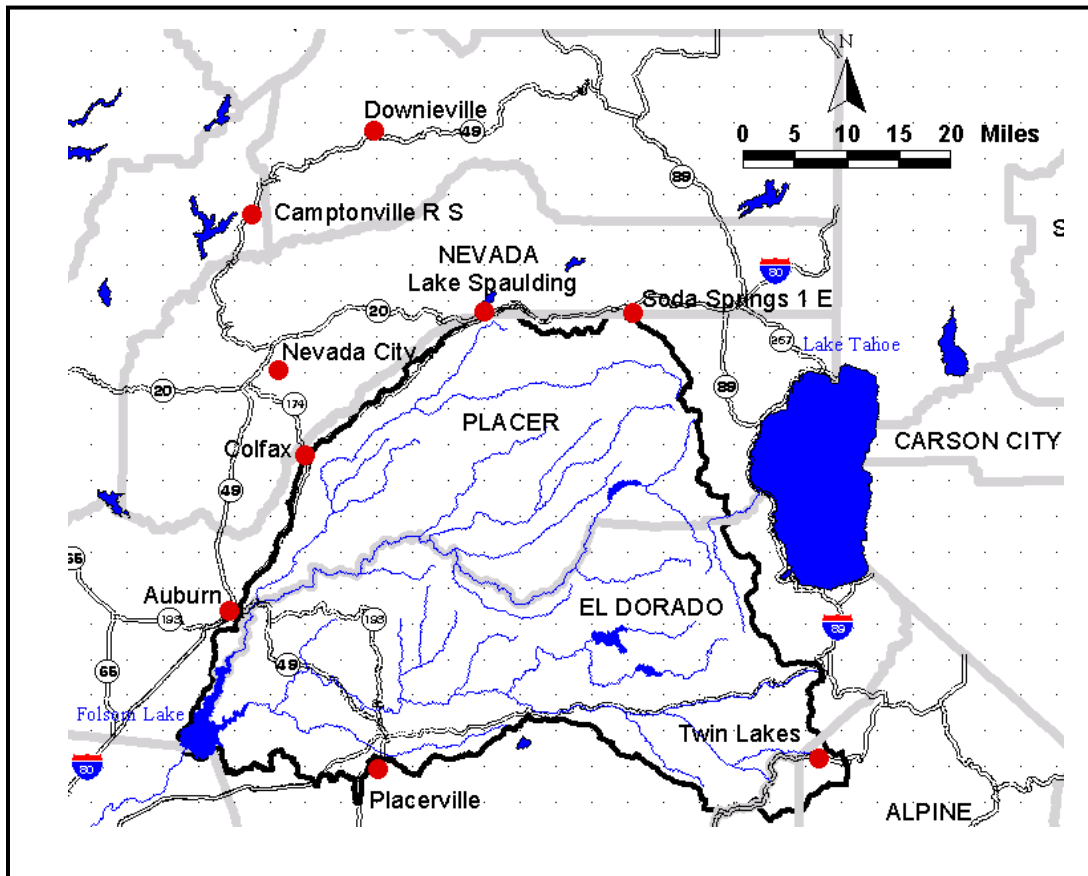 N
Downieville
49
0 5 10 15 20 Miles
89
Camptonville R S
S
NEVADA
80
Lake Spaulding
Soda Springs 1 E
20
267
Lake Tahoe
Nevada City
20
89
174
PLACER
Colfax
CARSON CITY
49
65
Auburn
193
193
EL DORADO
89
49
65
Folsom Lake
Twin Lakes
80
Placerville
ALPINE